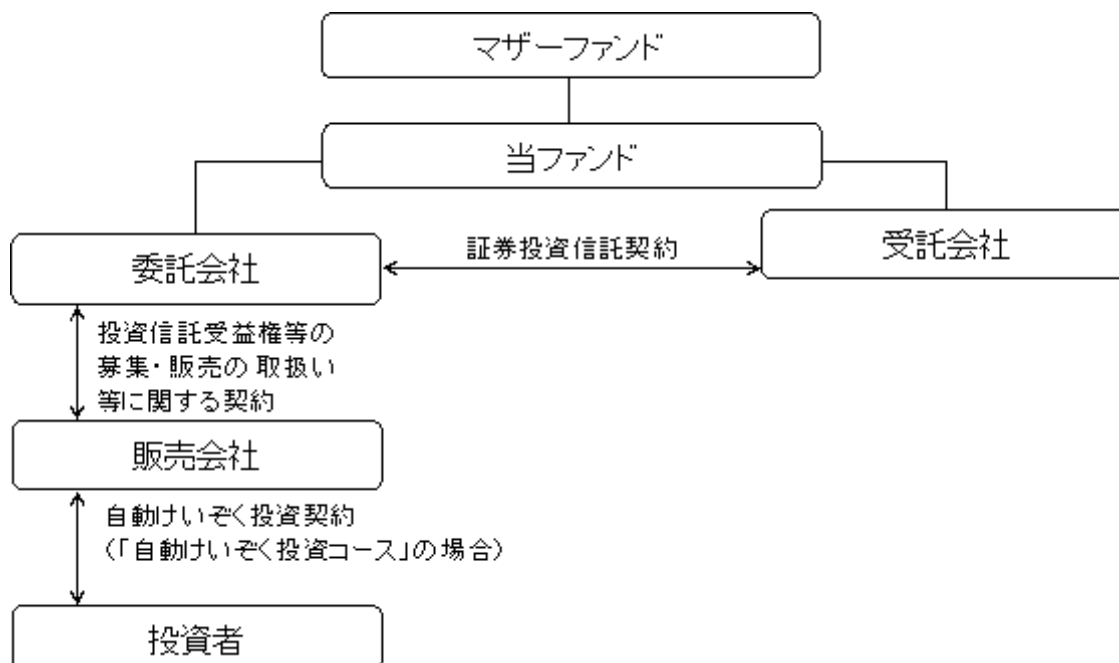 マザーファンド
当ファンド
委託会社
証券投資信託契約
受託会社
投資信託受益権等の
募集・販売の取扱い
等に関する契約
販売会社
自動けいぞく投資契約
（「自動けいぞく投資コース」の場合）
投資者